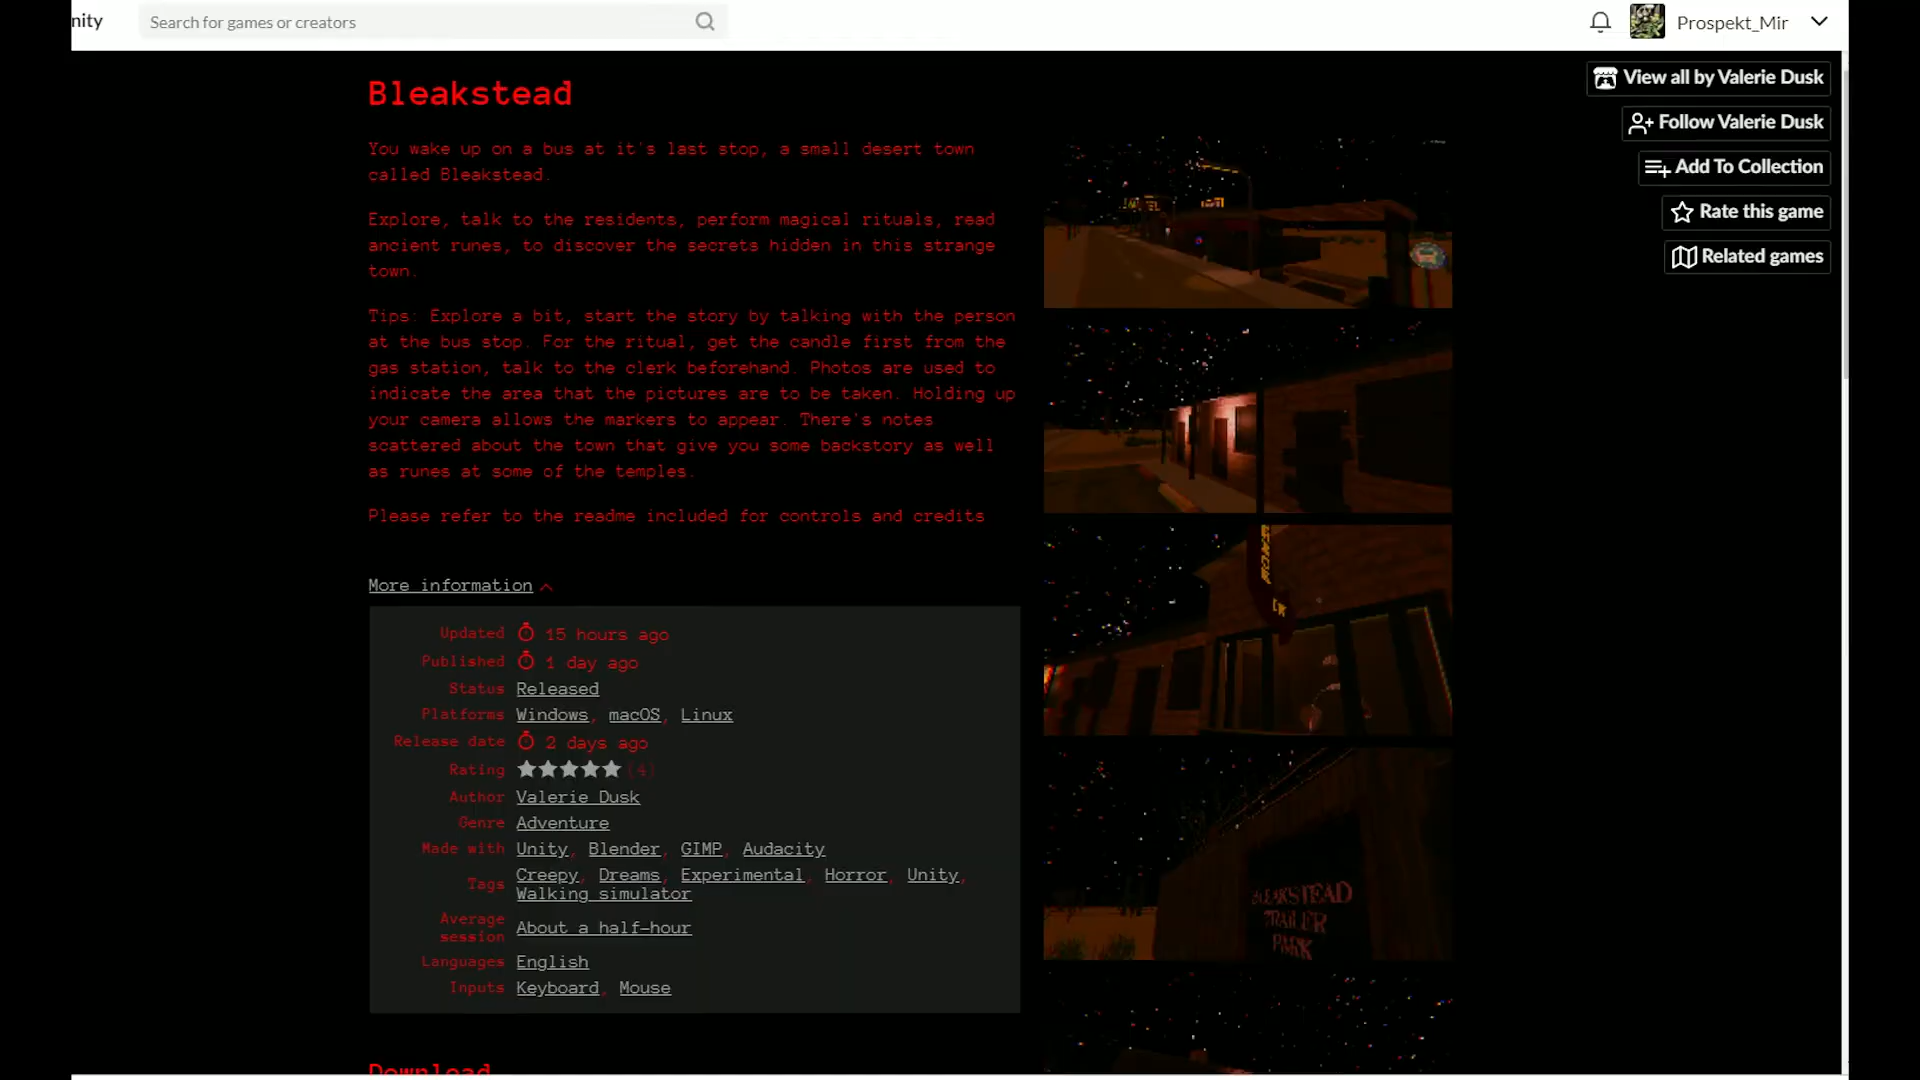 nity
Search for games or creators
Prospekt_Mir
View all by Valerie Dusk
Follow Valerie Dusk
Add To Collection
Rate this game
Related games
Bleakstead
You wake up on a bus at it's last stop, a small desert town
called Bleakstead.
Explore, talk to the residents, perform magical rituals, read
ancient runes, to discover the secrets hidden in this strange
town.
Tips: Explore a bit, start the story by talking with the person
at the bus stop. For the ritual, get the candle first from the
gas station, talk to the clerk beforehand. Photos are used to
indicate the area that the pictures are to be taken. Holding up
your camera allows the markers to appear. There's notes
scattered about the town that give you some backstory as well
as runes at some of the temples.
Please refer to the readme included for controls and credits
More information
Updated 15 hours ago
Published 1 day ago
Status Released
Platforms Windows, macOS, Linux
Release date 2 days ago
Rating (4)
Author Valerie Dusk
Genre Adventure
Made with Unity, Blender, GIMP, Audacity
Tags Creepy, Dreams, Experimental, Horror, Unity,
Walking simulator
Average
session About a half-hour
Languages English
Inputs Keyboard, Mouse
Download
BLEAKSTEAD
TRAILER
PARK